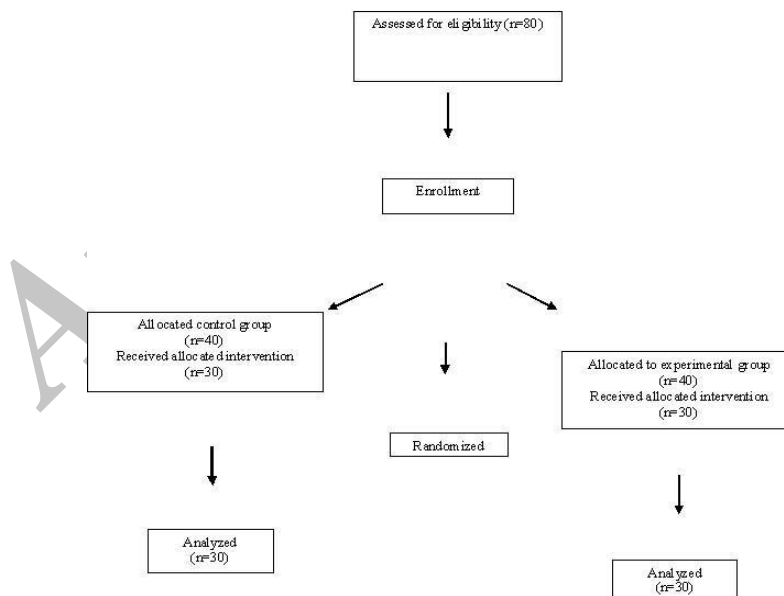 Assessed for eligibility (n=80)
Enrollment
Allocated control group
(n=40)
Received allocated intervention
(n=30)
Allocated to experimental group
(n=40)
Received allocated intervention
(n=30)
Randomized
Analyzed
(n=30)
Analyzed
(n=30)
A